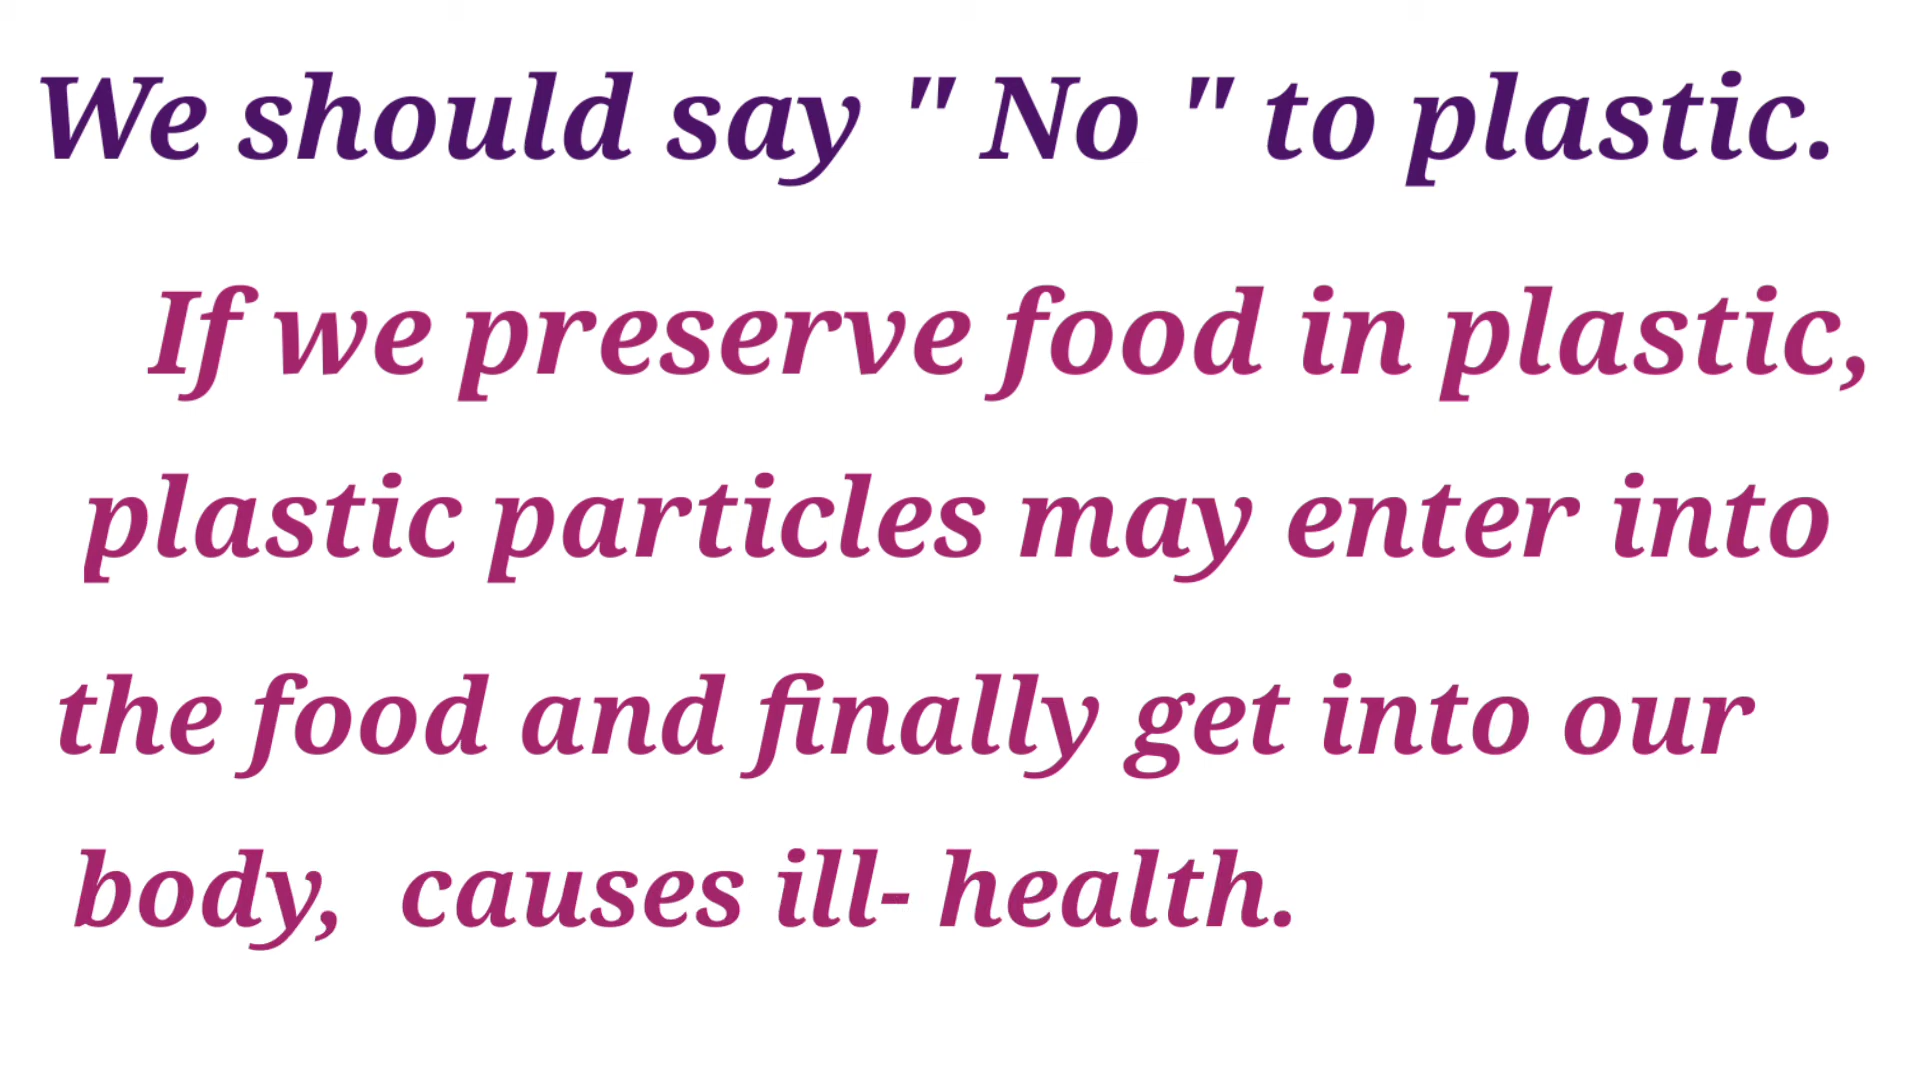 We should say " No " to plastic.
If we preserve food in plastic,
plastic particles may enter into
the food and finally get into our
body, causes ill- health.